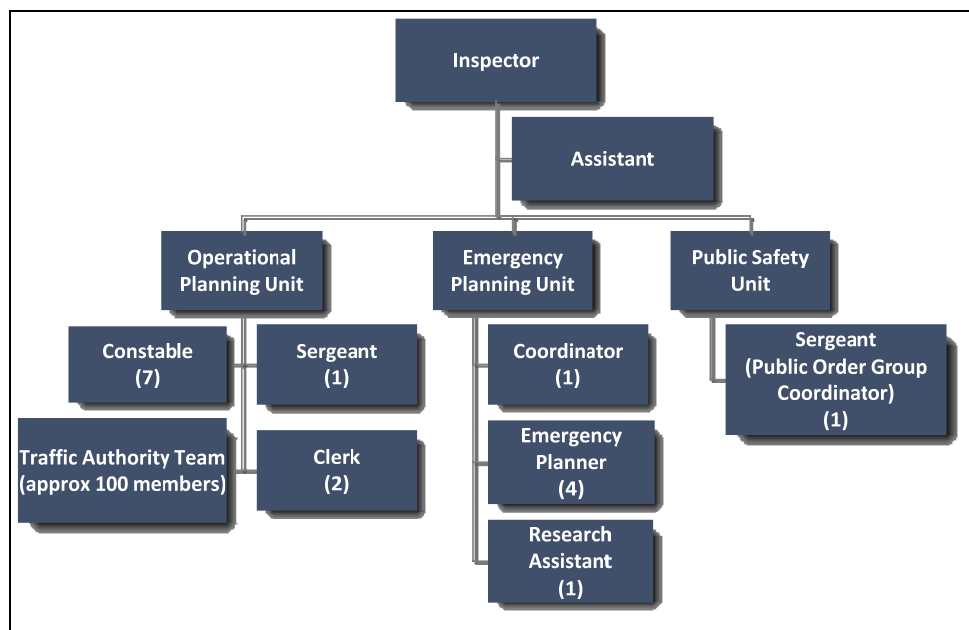 Inspector
Assistant
Operational
Planning Unit
Emergency
Planning Unit
Public Safety
Unit
Constable
(7)
Sergeant
(1)
Traffic Authority Team
(approx 100 members)
Clerk
(2)
Coordinator
(1)
Emergency
Planner
(4)
Research
Assistant
(1)
Sergeant
(Public Order Group
Coordinator)
(1)